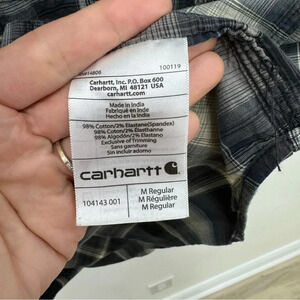 RN#14806 100119
Carhartt, Inc. P.O. Box 600
Dearborn, MI 48121 USA
carhartt.com
Made in India
Fabriqué en Inde
Hecho en la India
98% Cotton/2% Elastane(Spandex)
98% Coton/2% Élasthanne
98% Algodón/2% Elastano
Exclusive of Trimming
Sans garniture
Sin incluir adorno
carhartt
104143 001
M Regular
M Régulière
M Regular